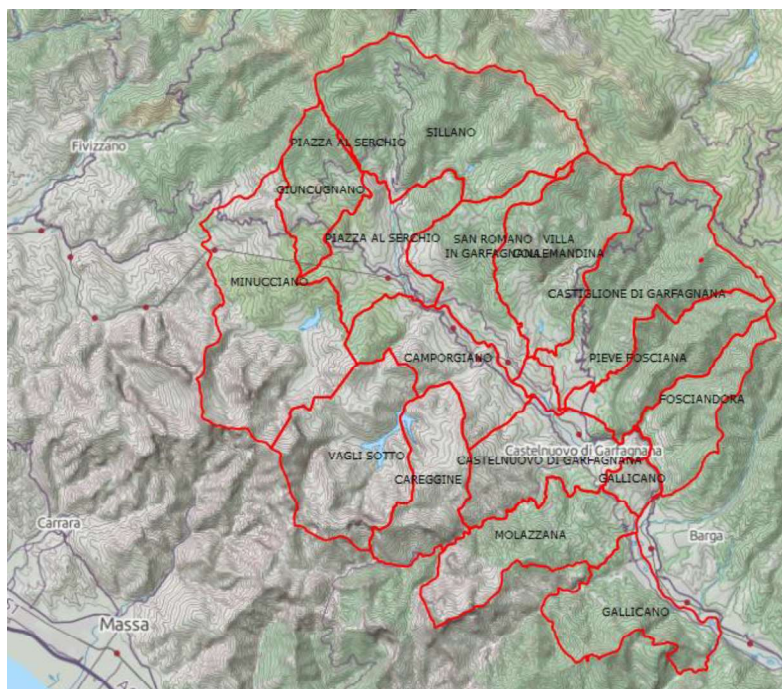 SILLANO
PIAZZA AL SERCHIO
Fivizzano
GIUNCUGNANO
PIAZZA AL SERCHIO
SAN ROMANO
IN GARFAGNANA
VILLA
COLLEMANDINA
MINUCCIANO
CASTIGLIONE DI GARFAGNANA
CAMPORGIANO
PIEVE FOSCIANA
FOSCIANDORA
Castelnuovo di Garfagnana
VAGLI SOTTO
CASTELNUOVO DI GARFAGNANA
CAREGGINE
GALLICANO
Carrara
MOLAZZANA
Barga
GALLICANO
Massa